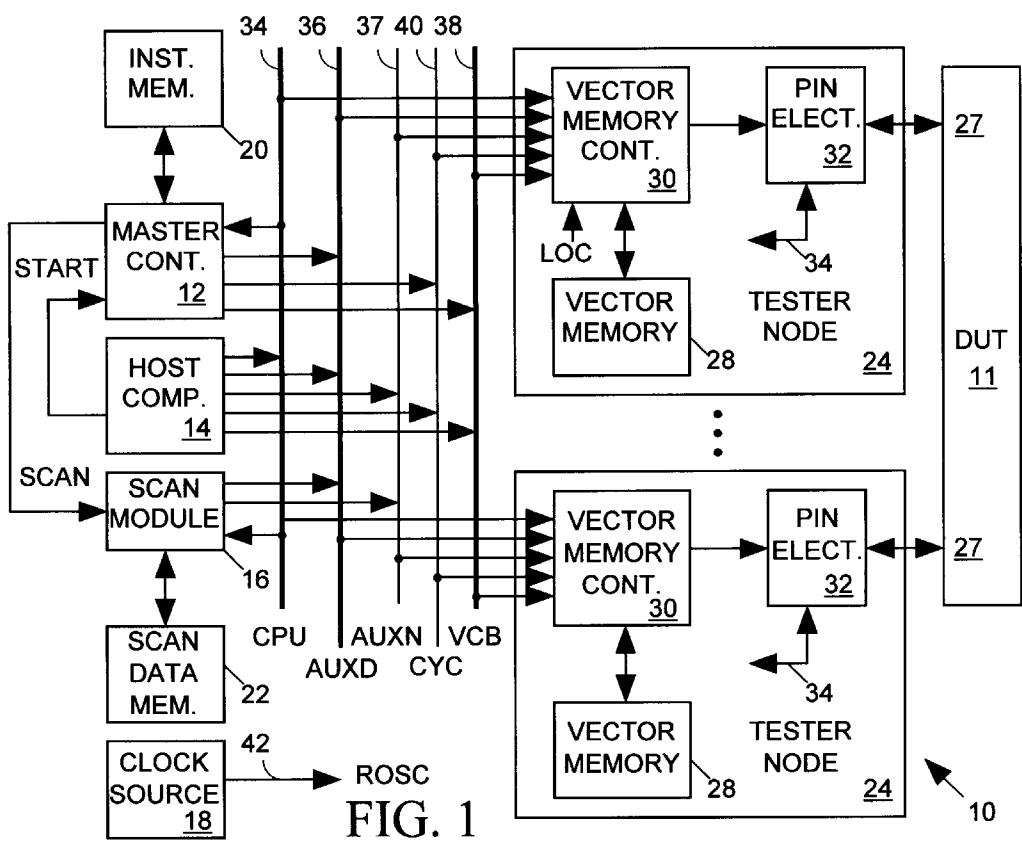 34
36
37
40
38
INST.
MEM.
20
MASTER
CONT.
12
START
HOST
COMP.
14
SCAN
SCAN
MODULE
16
SCAN
DATA
MEM.
22
CLOCK
SOURCE
18
42
ROSC
CPU
AUXD
AUXN
CYC
VCB
VECTOR
MEMORY
CONT.
30
PIN
ELECT.
32
27
LOC
34
VECTOR
MEMORY
28
TESTER
NODE
24
DUT
11
VECTOR
MEMORY
CONT.
30
PIN
ELECT.
32
27
34
VECTOR
MEMORY
28
TESTER
NODE
24
10
FIG. 1